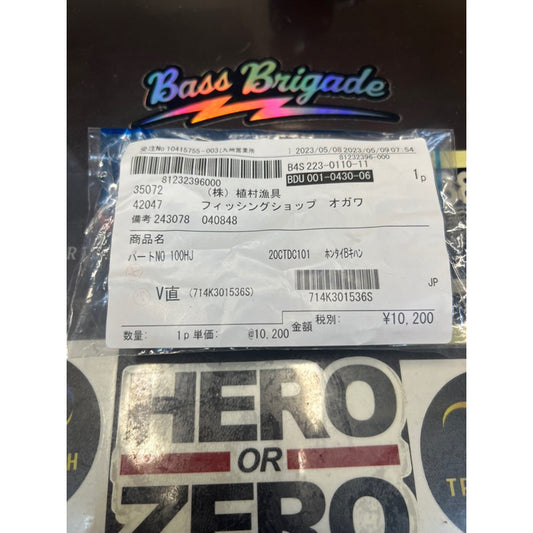 Bass Brigade
受注No 10415755-003(九州営業所 ) 2023/05/08 2023/05/09 07:54
81232396-000
B4S 223-0110-11
81232396000 BDU 001-0430-06 1p
35072 (株) 植村漁具
42047 フィッシングショップ オガワ
備考 243078 040848
商品名
パートNO 100HJ 20CTDC101 ホンタイBキハン
V直 (714K301536S) 714K301536S JP
数量: 1p 単価: @10,200 金額 税別: ¥10,200
HERO
OR
ZERO